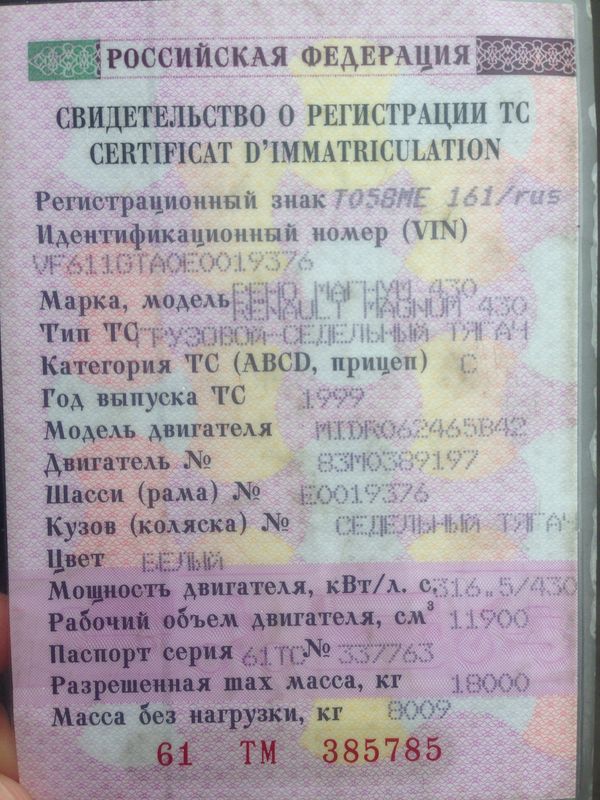 РОССИЙСКАЯ ФЕДЕРАЦИЯ
СВИДЕТЕЛЬСТВО О РЕГИСТРАЦИИ ТС
CERTIFICAT D'IMMATRICULATION
Регистрационный знак Т058МЕ 161/rus
Идентификационный номер (VIN)
VF611GTA0E0019376
Марка, модель РЕНО МАГНУМ 430
RENAULT MAGNUM 430
Тип ТС ГРУЗОВОЙ-СЕДЕЛЬНЫЙ ТЯГАЧ
Категория ТС (ABCD, прицеп) C
Год выпуска ТС 1999
Модель двигателя MIDR062465B42
Двигатель № 83M0389197
Шасси (рама) № E0019376
Кузов (коляска) № СЕДЕЛЬНЫЙ ТЯГАЧ
Цвет БЕЛЫЙ
Мощность двигателя, кВт/л. с. 316.5/430
Рабочий объем двигателя, см³ 11900
Паспорт серия 61ТС № 337763
Разрешенная max масса, кг 18000
Масса без нагрузки, кг 8009
61 ТМ 385785